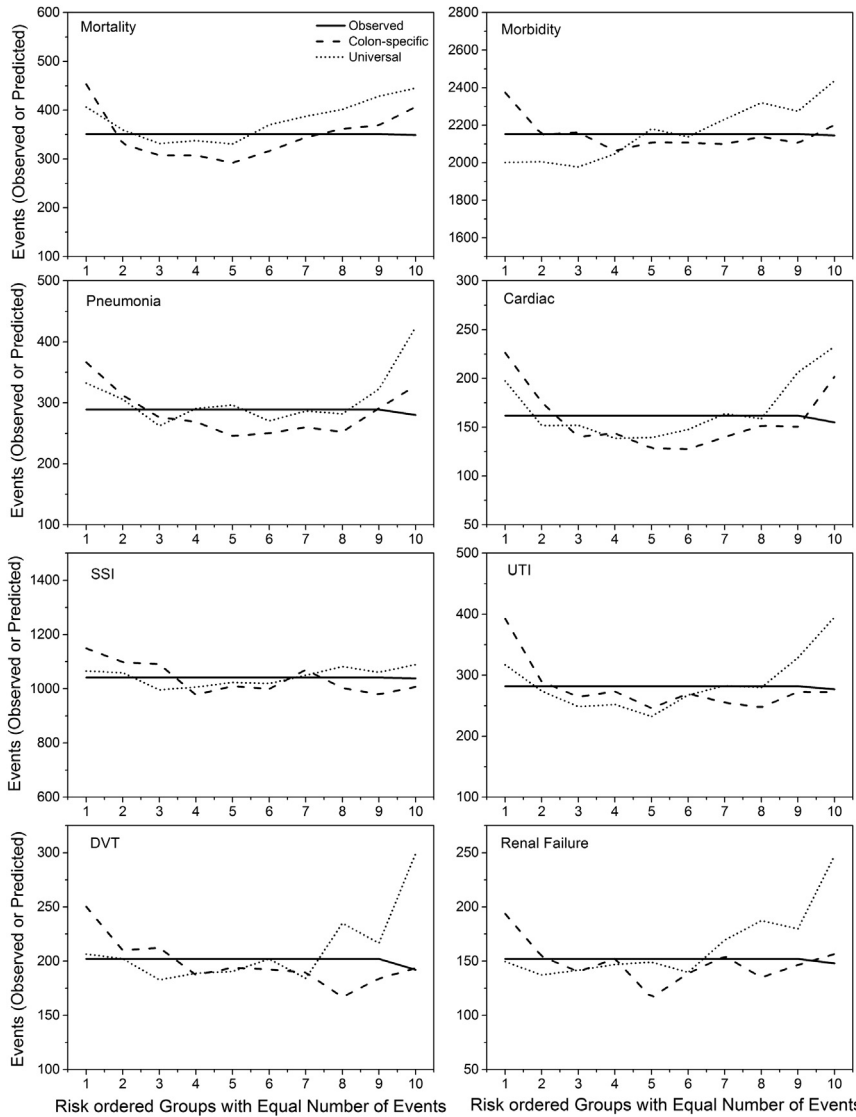 600
500
400
300
200
100
Mortality
Observed
Colon-specific
Universal
Events (Observed or Predicted)
1 2 3 4 5 6 7 8 9 10
2800
2600
2400
2200
2000
1800
1600
Morbidity
1 2 3 4 5 6 7 8 9 10
500
400
300
200
100
Pneumonia
Events (Observed or Predicted)
1 2 3 4 5 6 7 8 9 10
300
250
200
150
100
50
Cardiac
1 2 3 4 5 6 7 8 9 10
1400
1200
1000
800
600
SSI
Events (Observed or Predicted)
1 2 3 4 5 6 7 8 9 10
500
400
300
200
100
UTI
1 2 3 4 5 6 7 8 9 10
300
250
200
150
100
DVT
Events (Observed or Predicted)
1 2 3 4 5 6 7 8 9 10
Risk ordered Groups with Equal Number of Events
250
200
150
100
50
Renal Failure
1 2 3 4 5 6 7 8 9 10
Risk ordered Groups with Equal Number of Event